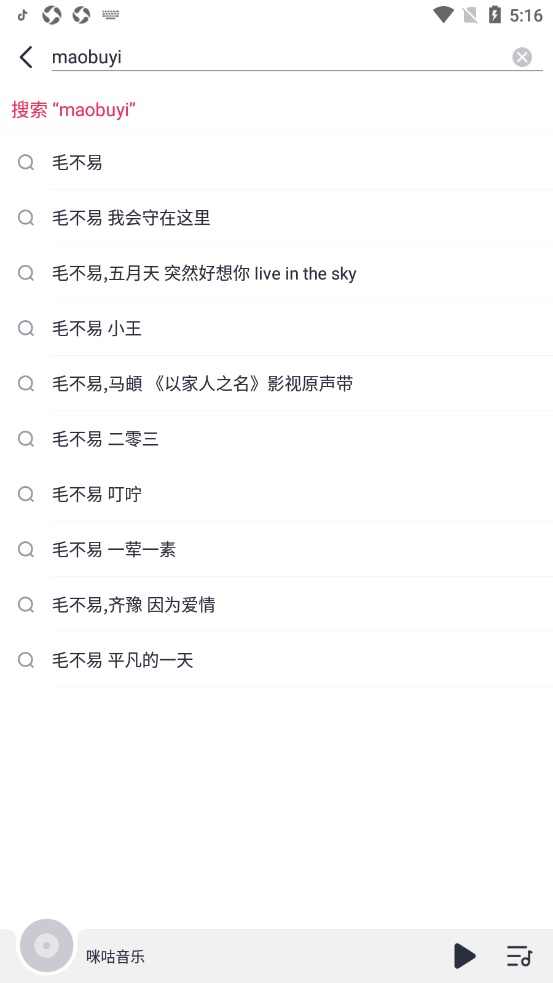 5:16
maobuyi
搜索 “maobuyi”
毛不易
毛不易 我会守在这里
毛不易,五月天 突然好想你 live in the sky
毛不易 小王
毛不易,马頔 《以家人之名》影视原声带
毛不易 二零三
毛不易 叮咛
毛不易 一荤一素
毛不易,齐豫 因为爱情
毛不易 平凡的一天
咪咕音乐